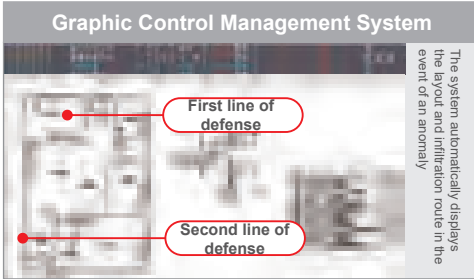 Graphic Control Management System
The system automatically displays
the layout and infiltration route in the
event of an anomaly
First line of
defense
Second line of
defense